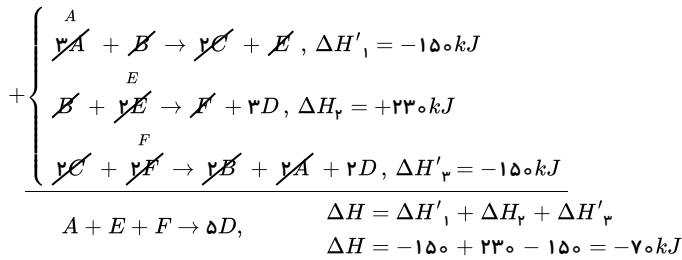 A
۳A + B → ۲C + E , ΔH′۱ = −۱۵۰kJ
E
B + ۲E → F + ۳D , ΔH۲ = +۲۳۰kJ
F
۲C + ۲F → ۲B + ۲A + ۲D , ΔH′۳ = −۱۵۰kJ
+
A + E + F → ۵D, ΔH = ΔH′۱ + ΔH۲ + ΔH′۳
ΔH = −۱۵۰ + ۲۳۰ − ۱۵۰ = −۷۰kJ